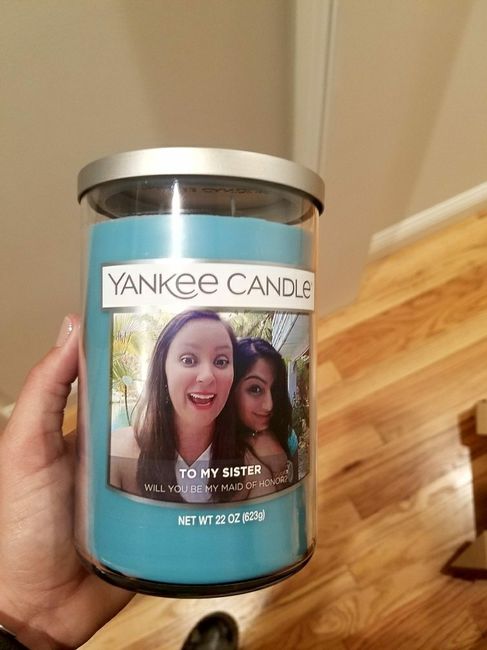 YANKEE CANDLE®
TO MY SISTER
WILL YOU BE MY MAID OF HONOR?
NET WT 22 OZ (623g)